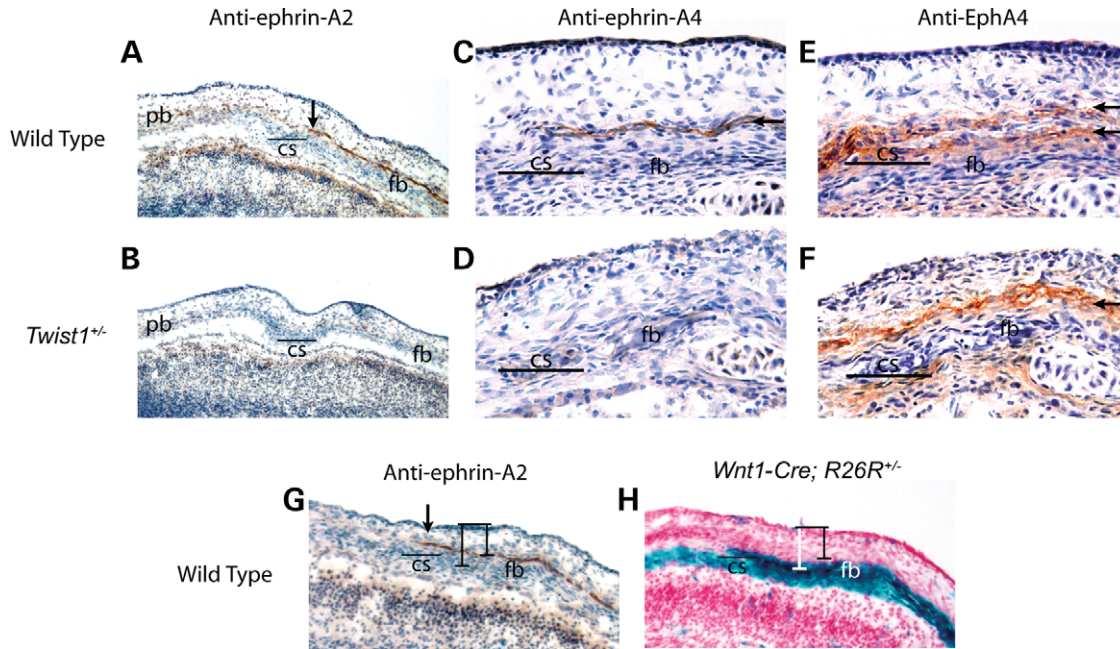 Anti-ephrin-A2
Anti-ephrin-A4
Anti-EphA4
Wild Type
A
pb
cs
fb
C
cs
fb
E
cs
fb
Twist1+/-
B
pb
cs
fb
D
cs
fb
F
cs
fb
Anti-ephrin-A2
Wnt1-Cre; R26R+/-
Wild Type
G
cs
fb
H
cs
fb